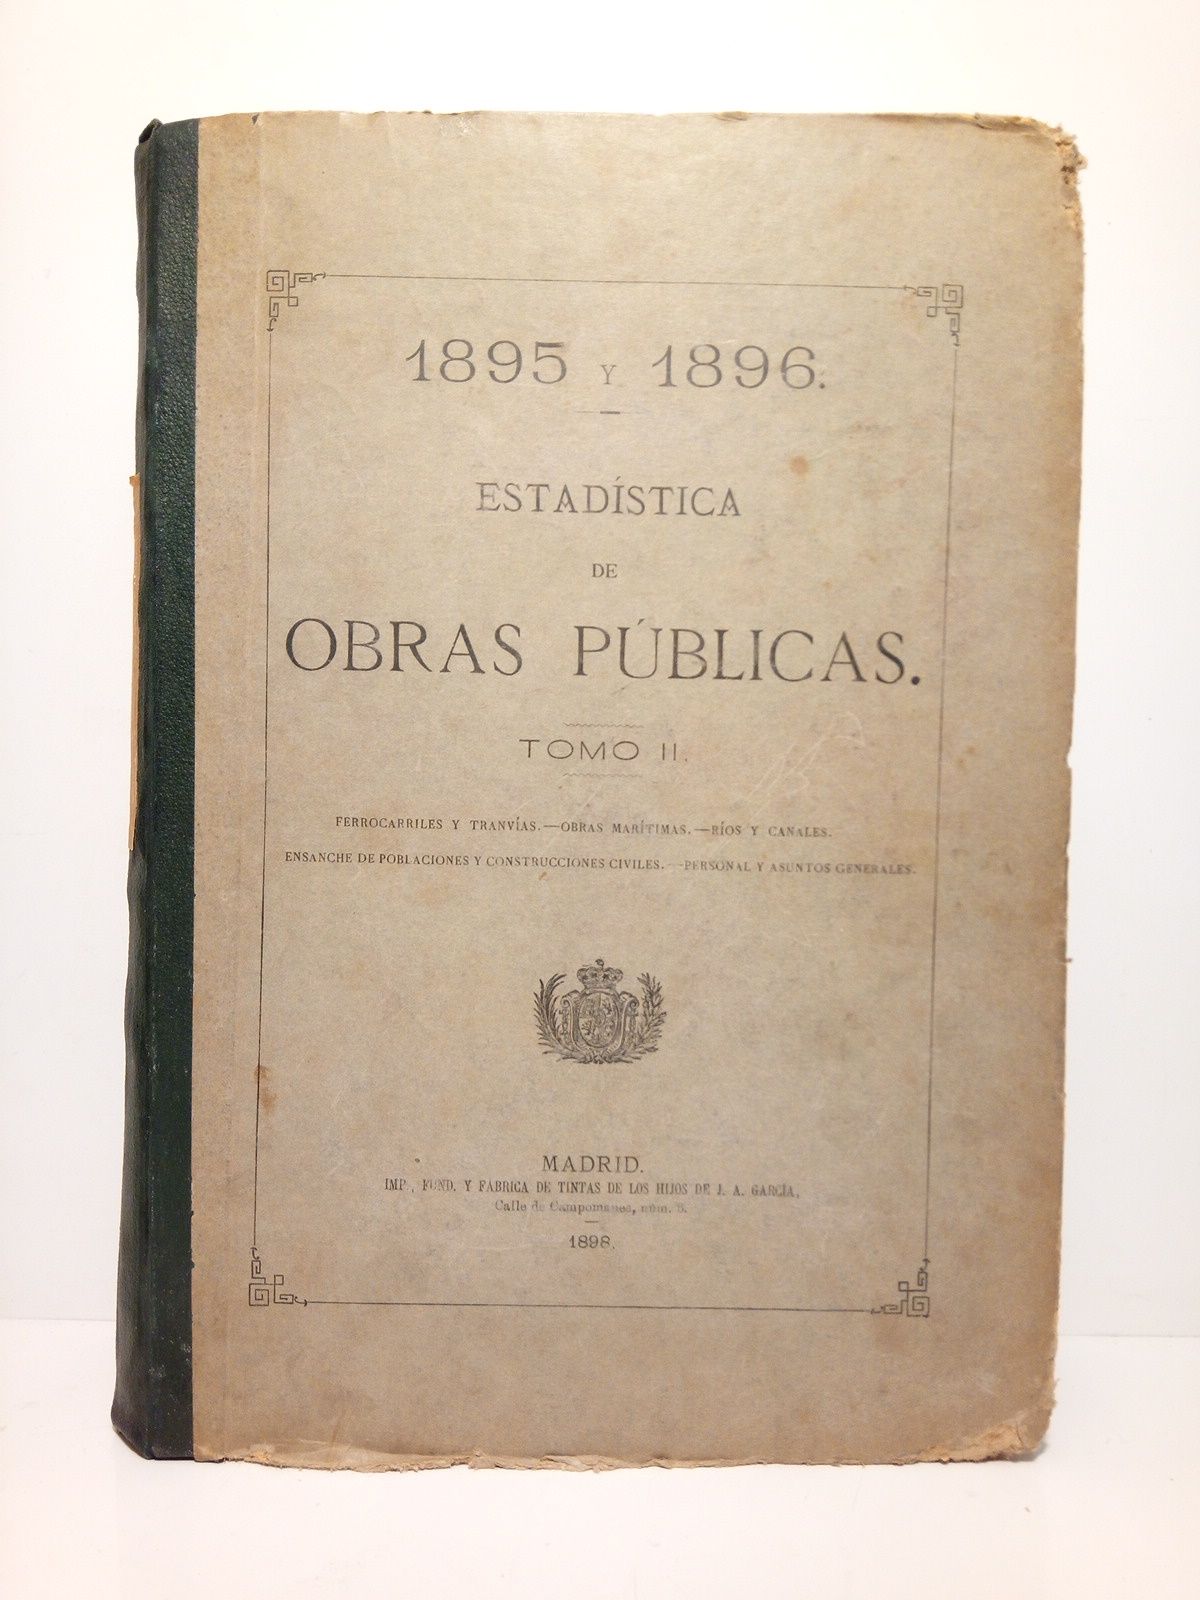 1895 Y 1896.
ESTADÍSTICA
DE
OBRAS PÚBLICAS.
TOMO II.
FERROCARRILES Y TRANVÍAS.—OBRAS MARÍTIMAS.—RÍOS Y CANALES.
ENSANCHE DE POBLACIONES Y CONSTRUCCIONES CIVILES.—PERSONAL Y ASUNTOS GENERALES.
MADRID.
IMP., FUND. Y FÁBRICA DE TINTAS DE LOS HIJOS DE J. A. GARCÍA,
Calle de Campomanes, núm. 6.
1898.